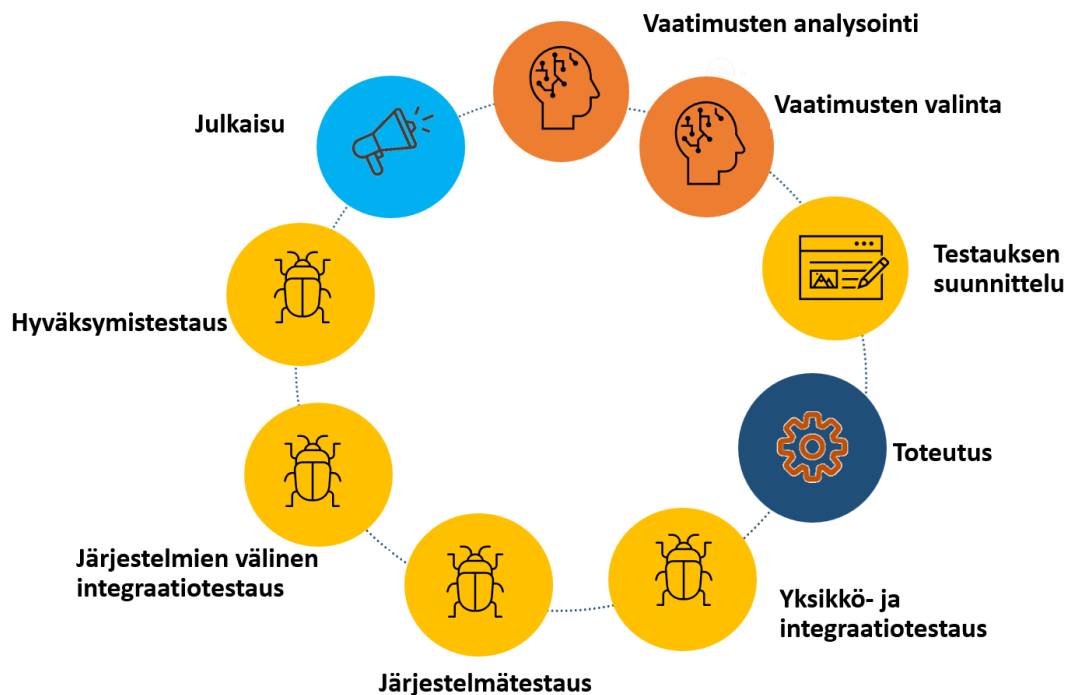 Vaatimusten analysointi
Vaatimusten valinta
Julkaisu
Testauksen
suunnittelu
Hyväksymistestaus
Toteutus
Järjestelmien välinen
integraatiotestaus
Yksikkö- ja
integraatiotestaus
Järjestelmätestaus